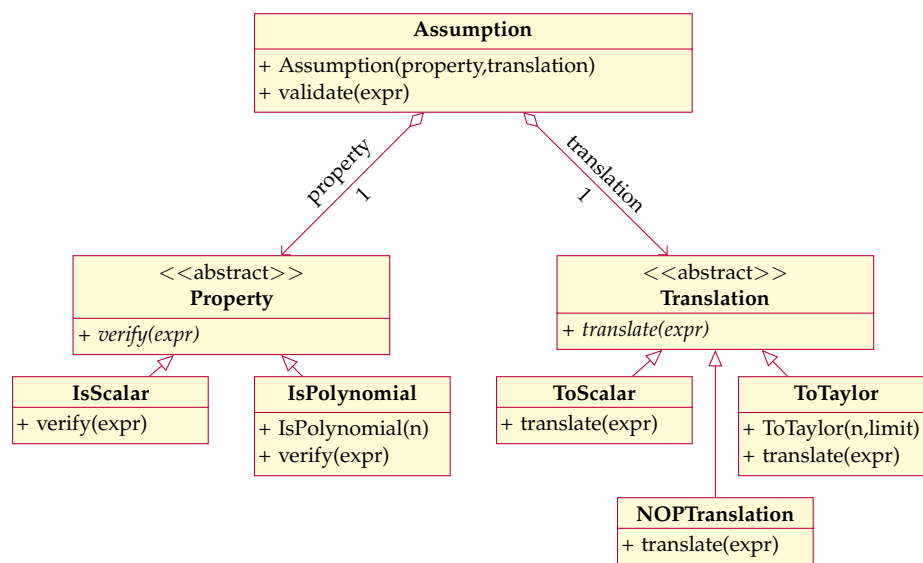 Assumption
+ Assumption(property,translation)
+ validate(expr)
property
1
translation
1
<<abstract>>
Property
+ verify(expr)
<<abstract>>
Translation
+ translate(expr)
IsScalar
+ verify(expr)
IsPolynomial
+ IsPolynomial(n)
+ verify(expr)
ToScalar
+ translate(expr)
ToTaylor
+ ToTaylor(n,limit)
+ translate(expr)
NOPTranslation
+ translate(expr)